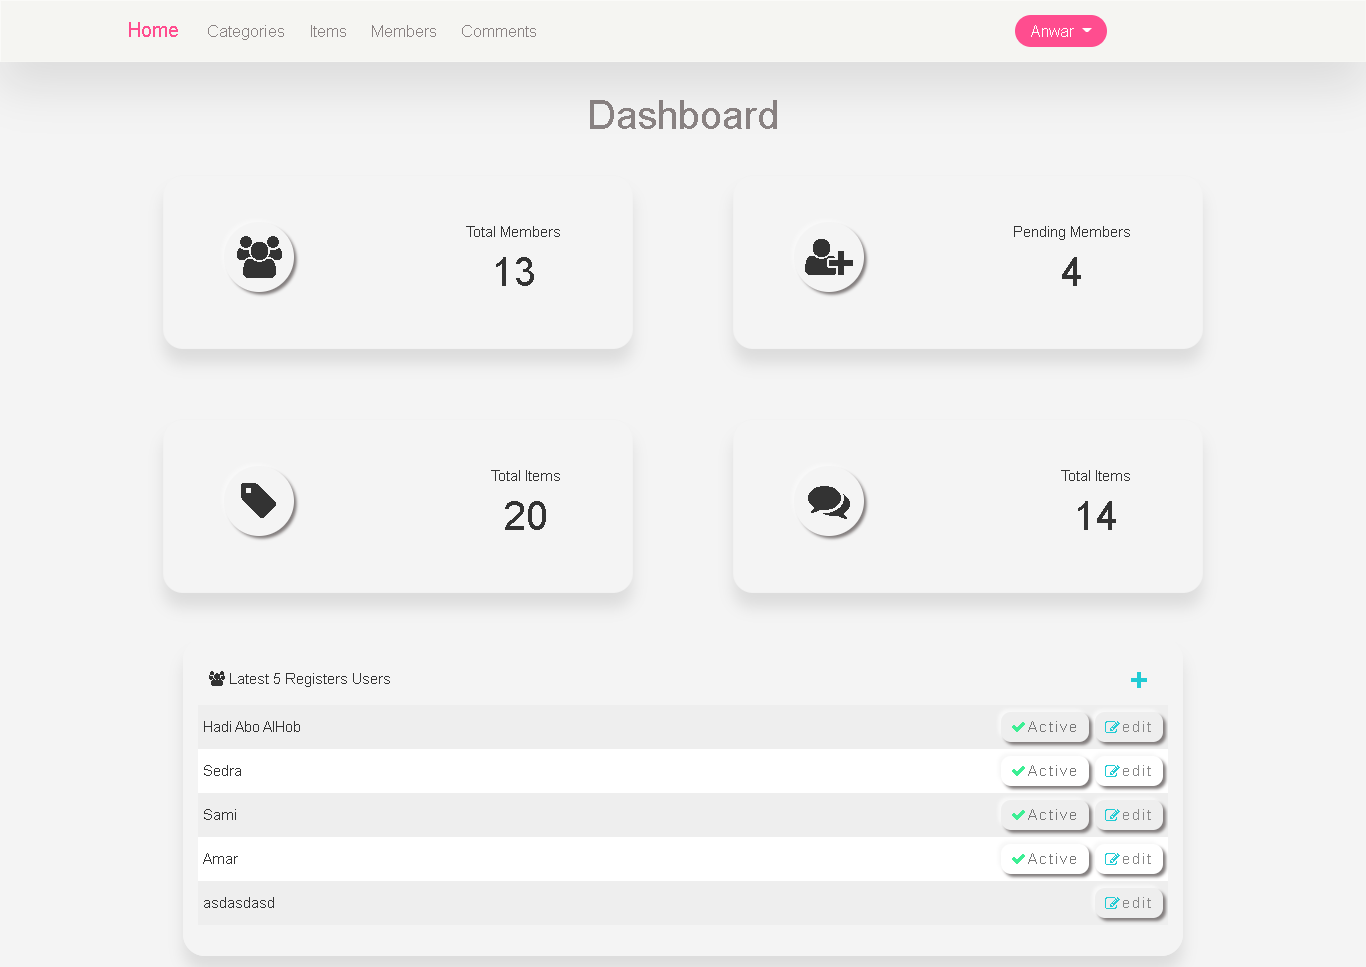 Home Categories Items Members Comments Anwar
Dashboard
Total Members
13
Pending Members
4
Total Items
20
Total Items
14
Latest 5 Registers Users
Hadi Abo AlHob Active edit
Sedra Active edit
Sami Active edit
Amar Active edit
asdasdasd edit